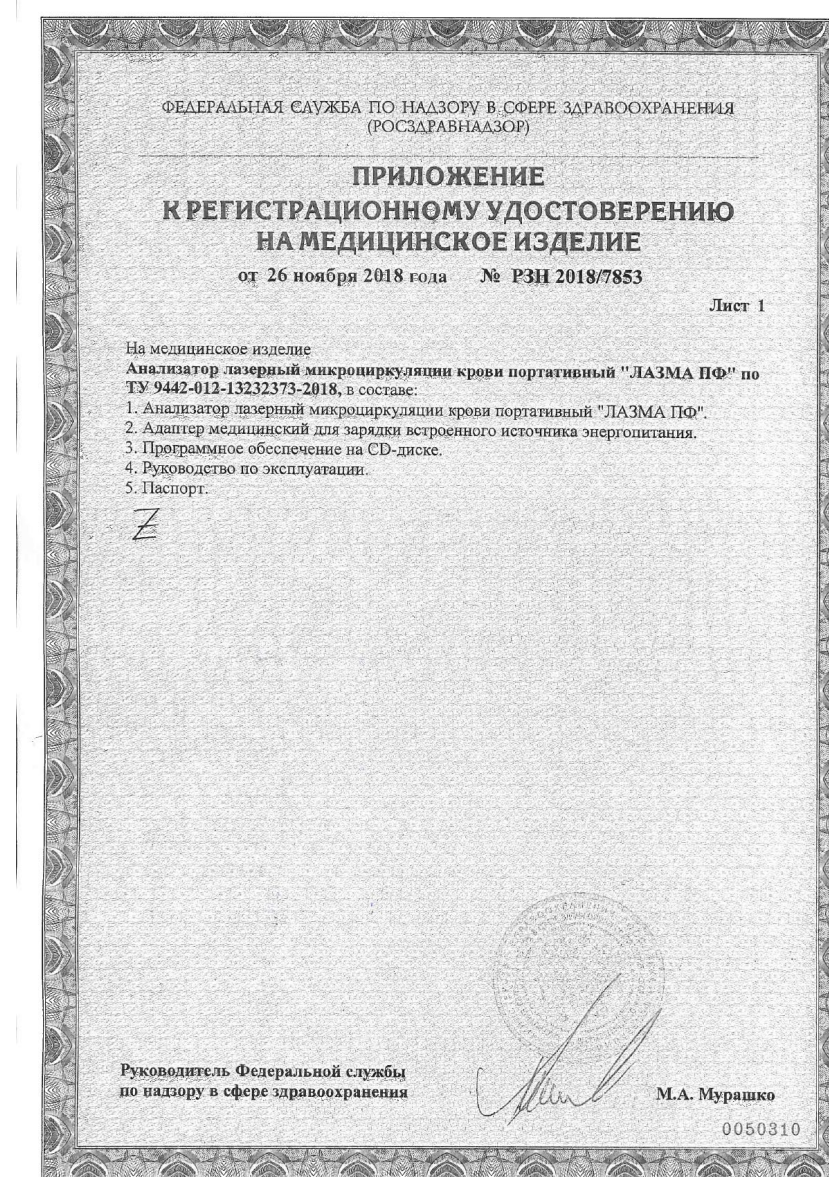 ФЕДЕРАЛЬНАЯ СЛУЖБА ПО НАДЗОРУ В СФЕРЕ ЗДРАВООХРАНЕНИЯ
(РОСЗДРАВНАДЗОР)
ПРИЛОЖЕНИЕ
К РЕГИСТРАЦИОННОМУ УДОСТОВЕРЕНИЮ
НА МЕДИЦИНСКОЕ ИЗДЕЛИЕ
от 26 ноября 2018 года № РЗН 2018/7853
Лист 1
На медицинское изделие
Анализатор лазерный микроциркуляции крови портативный "ЛАЗМА ПФ" по
ТУ 9442-012-13232373-2018, в составе:
1. Анализатор лазерный микроциркуляции крови портативный "ЛАЗМА ПФ".
2. Адаптер медицинский для зарядки встроенного источника энергопитания.
3. Программное обеспечение на CD-диске.
4. Руководство по эксплуатации.
5. Паспорт.
Руководитель Федеральной службы
по надзору в сфере здравоохранения
М.А. Мурашко
0050310